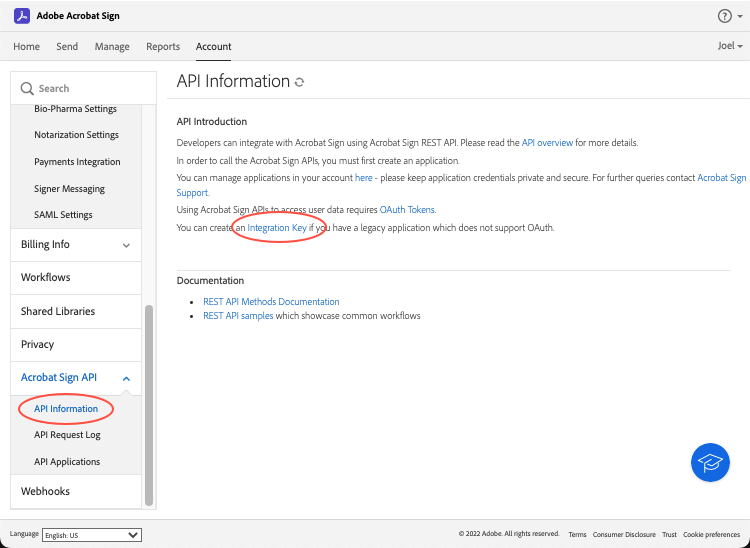 Adobe Acrobat Sign
?
Home Send Manage Reports Account
Joel
Search
Bio-Pharma Settings
Notarization Settings
Payments Integration
Signer Messaging
SAML Settings
Billing Info
Workflows
Shared Libraries
Privacy
Acrobat Sign API
API Information
API Request Log
API Applications
Webhooks
API Information
API Introduction
Developers can integrate with Acrobat Sign using Acrobat Sign REST API. Please read the API overview for more details.
In order to call the Acrobat Sign APIs, you must first create an application.
You can manage applications in your account here - please keep application credentials private and secure. For further queries contact Acrobat Sign
Support.
Using Acrobat Sign APIs to access user data requires OAuth Tokens.
You can create an Integration Key if you have a legacy application which does not support OAuth.
Documentation
• REST API Methods Documentation
• REST API samples which showcase common workflows
Language English: US
© 2022 Adobe. All rights reserved. Terms Consumer Disclosure Trust Cookie preferences